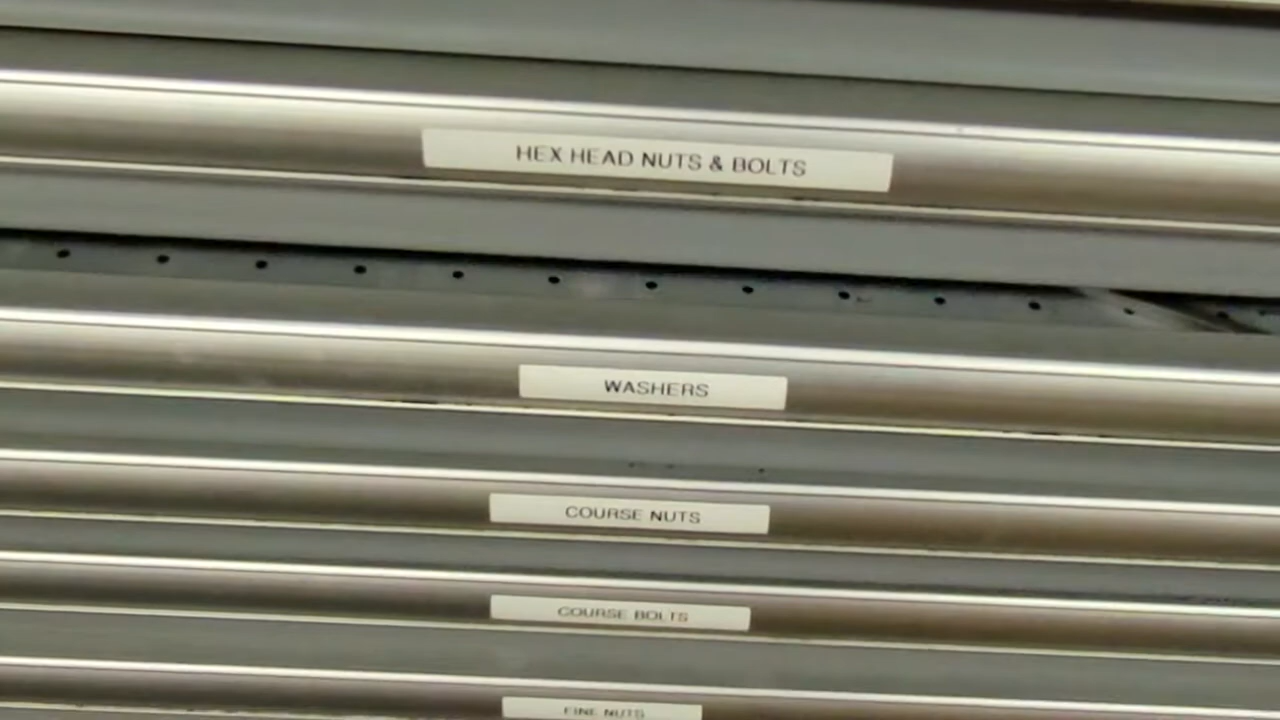 HEX HEAD NUTS & BOLTS
WASHERS
COURSE NUTS
COURSE BOLTS
FINE NUTS